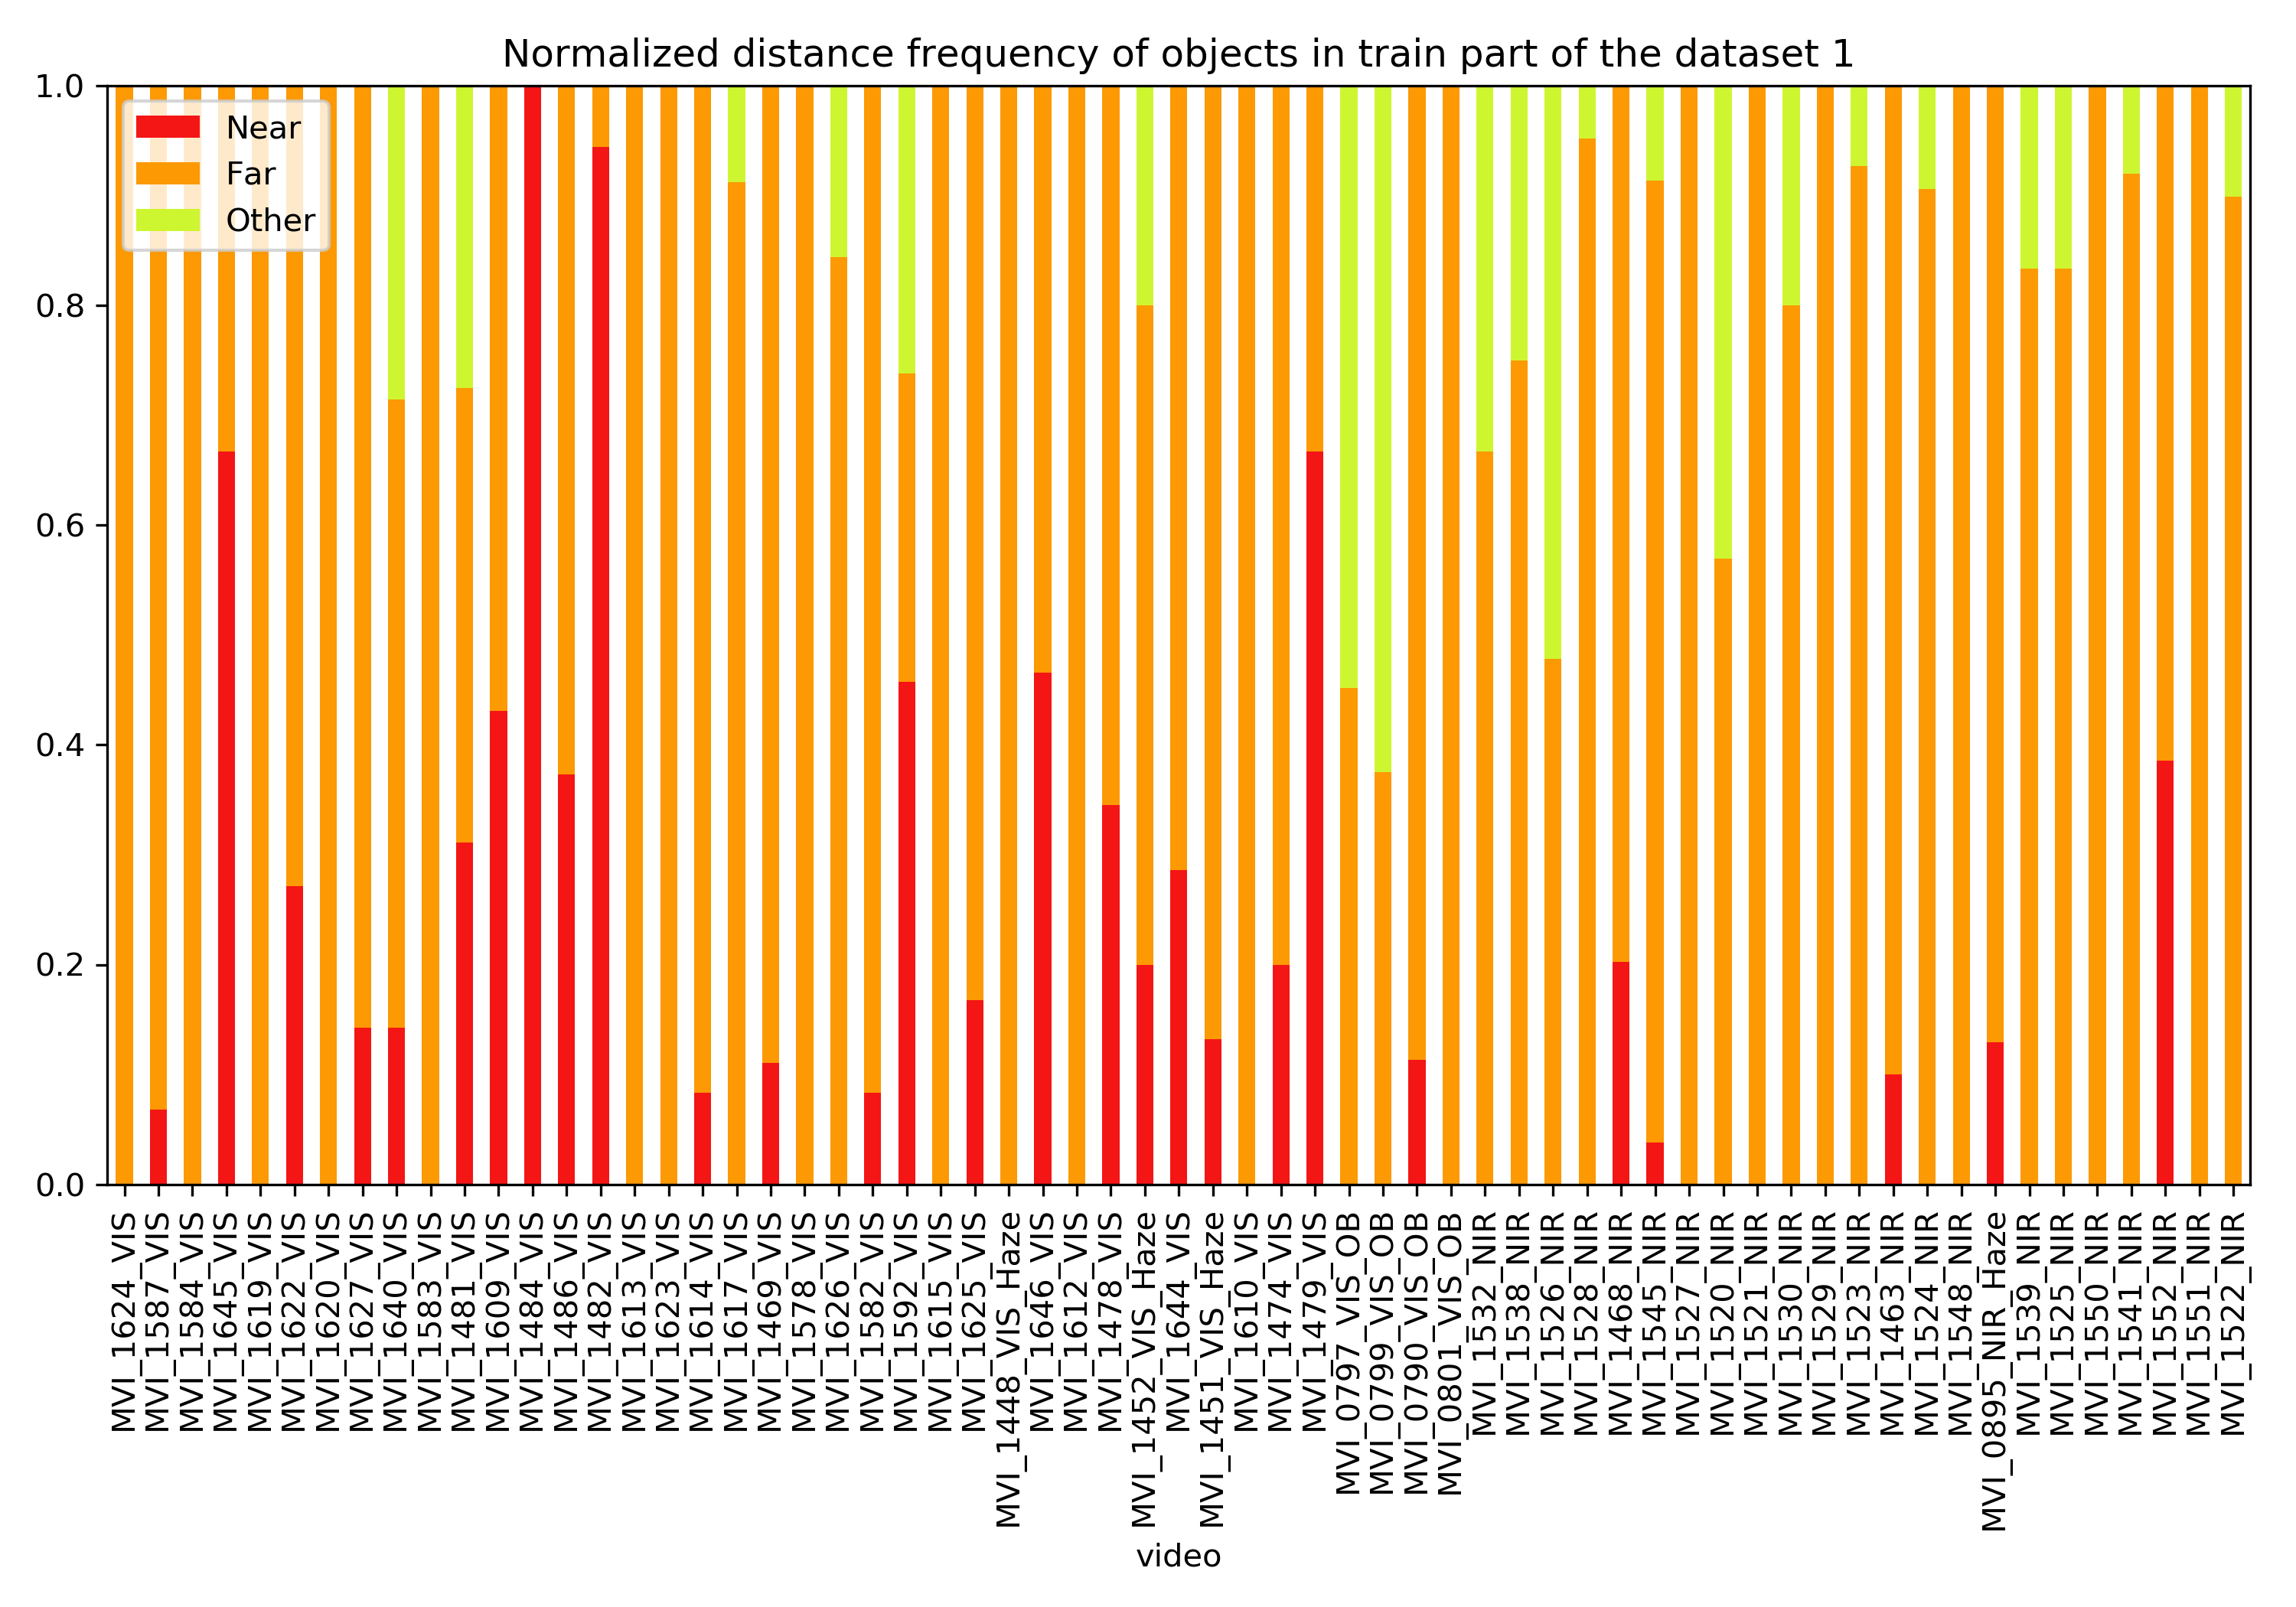 Normalized distance frequency of objects in train part of the dataset 1
1.0
0.8
0.6
0.4
0.2
0.0
Near
Far
Other
MVI_1624_VIS
MVI_1587_VIS
MVI_1584_VIS
MVI_1645_VIS
MVI_1619_VIS
MVI_1622_VIS
MVI_1620_VIS
MVI_1627_VIS
MVI_1640_VIS
MVI_1583_VIS
MVI_1481_VIS
MVI_1609_VIS
MVI_1484_VIS
MVI_1486_VIS
MVI_1482_VIS
MVI_1613_VIS
MVI_1623_VIS
MVI_1614_VIS
MVI_1617_VIS
MVI_1469_VIS
MVI_1578_VIS
MVI_1626_VIS
MVI_1582_VIS
MVI_1592_VIS
MVI_1615_VIS
MVI_1625_VIS
MVI_1448_VIS_Haze
MVI_1646_VIS
MVI_1612_VIS
MVI_1478_VIS
MVI_1452_VIS_Haze
MVI_1644_VIS
MVI_1451_VIS_Haze
MVI_1610_VIS
MVI_1474_VIS
MVI_1479_VIS
MVI_0797_VIS_OB
MVI_0799_VIS_OB
MVI_0790_VIS_OB
MVI_0801_VIS_OB
MVI_1532_NIR
MVI_1538_NIR
MVI_1526_NIR
MVI_1528_NIR
MVI_1468_NIR
MVI_1545_NIR
MVI_1527_NIR
MVI_1520_NIR
MVI_1521_NIR
MVI_1530_NIR
MVI_1529_NIR
MVI_1523_NIR
MVI_1463_NIR
MVI_1524_NIR
MVI_1548_NIR
MVI_0895_NIR_Haze
MVI_1539_NIR
MVI_1525_NIR
MVI_1550_NIR
MVI_1541_NIR
MVI_1552_NIR
MVI_1551_NIR
MVI_1522_NIR
video